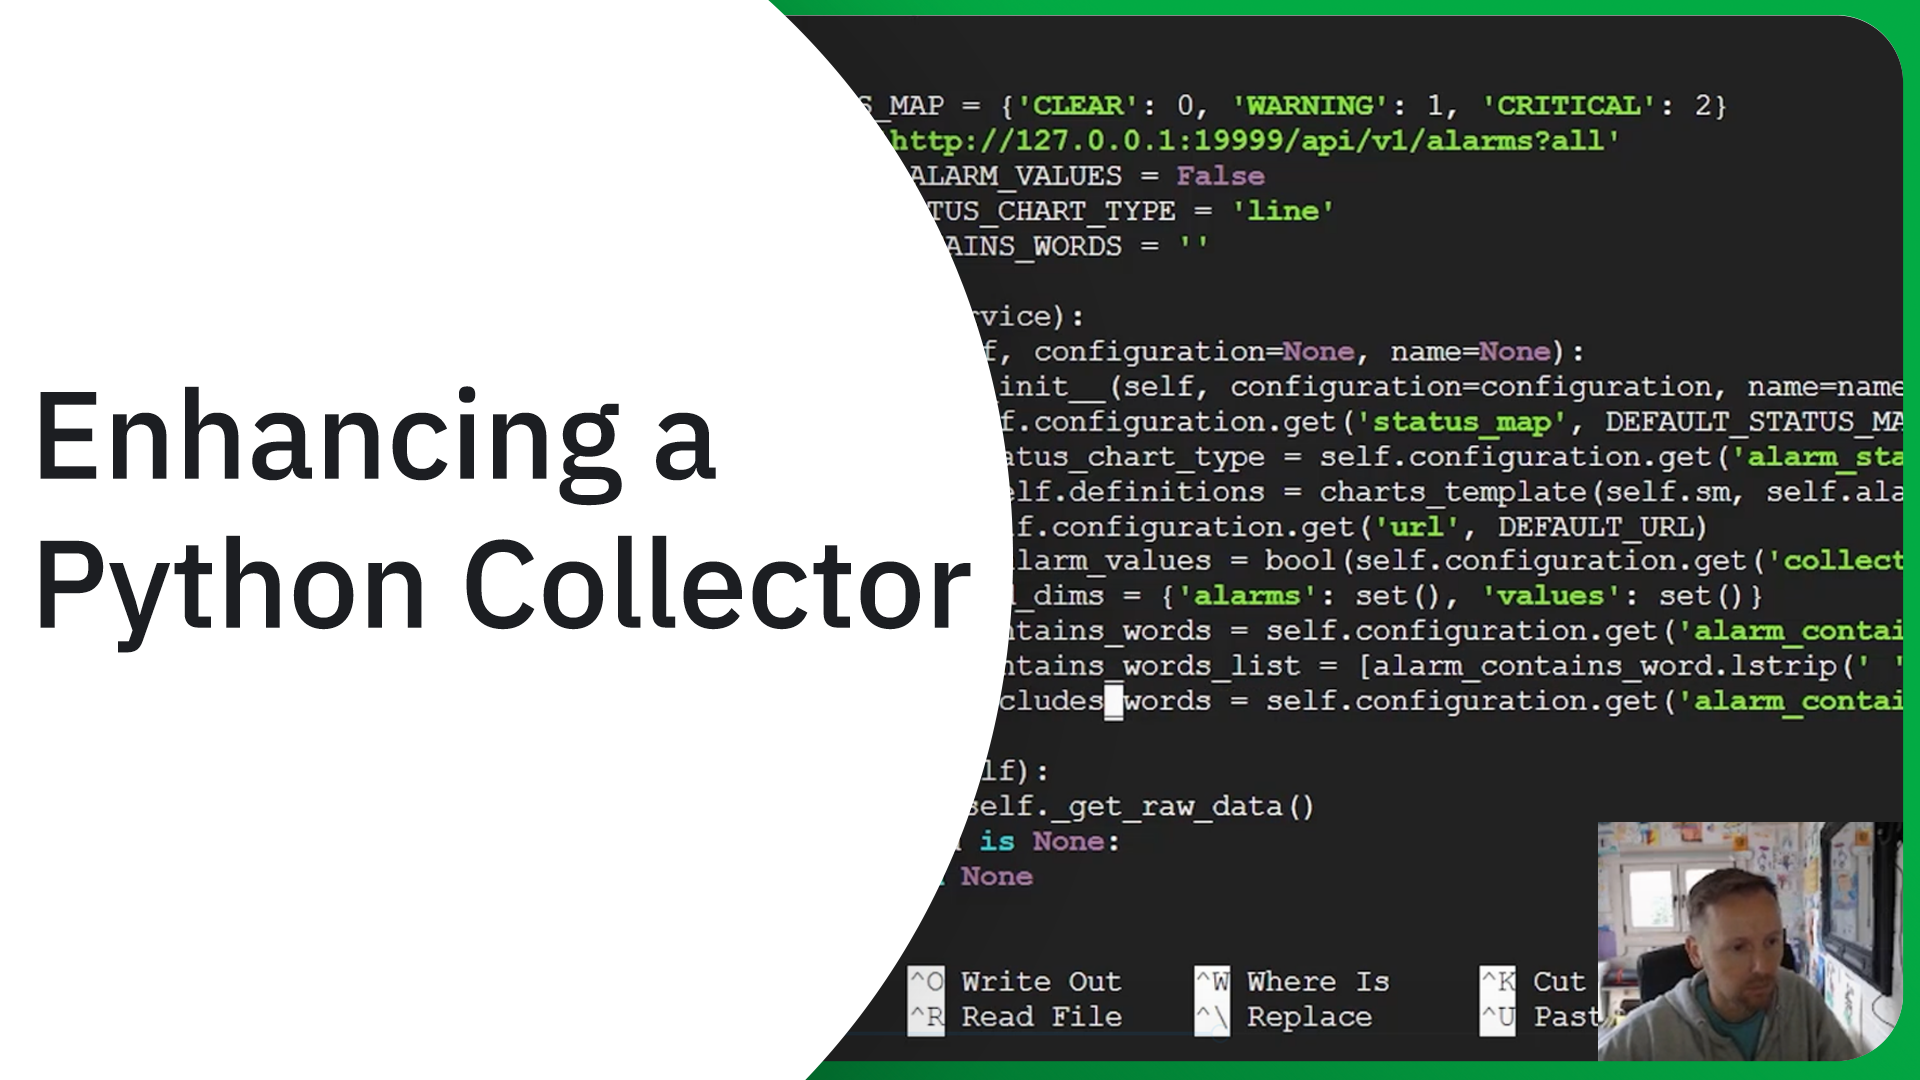 Enhancing a
Python Collector
S_MAP = {'CLEAR': 0, 'WARNING': 1, 'CRITICAL': 2}
http://127.0.0.1:19999/api/v1/alarms?all'
ALARM_VALUES = False
TUS_CHART_TYPE = 'line'
AINS_WORDS = ''
rvice):
f, configuration=None, name=None):
init__(self, configuration=configuration, name=name
f.configuration.get('status_map', DEFAULT_STATUS_MA
atus_chart_type = self.configuration.get('alarm_sta
elf.definitions = charts_template(self.sm, self.ala
f.configuration.get('url', DEFAULT_URL)
larm_values = bool(self.configuration.get('collect
d_dims = {'alarms': set(), 'values': set()}
tains_words = self.configuration.get('alarm_contai
ntains_words_list = [alarm_contains_word.lstrip(' '
cludes_words = self.configuration.get('alarm_contai
lf):
self._get_raw_data()
is None:
None
^O Write Out ^W Where Is ^K Cut
^R Read File ^\ Replace ^U Past